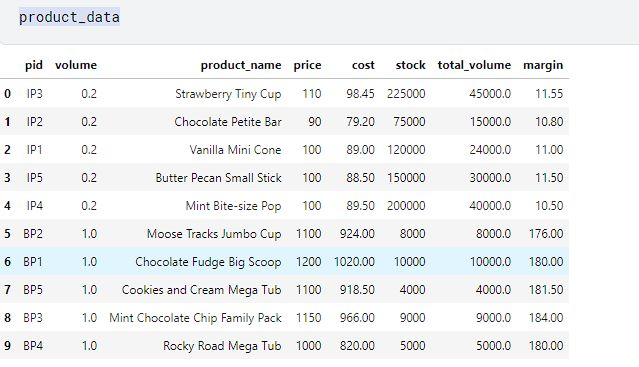 product_data
pid volume product_name price cost stock total_volume margin
0 IP3 0.2 Strawberry Tiny Cup 110 98.45 225000 45000.0 11.55
1 IP2 0.2 Chocolate Petite Bar 90 79.20 75000 15000.0 10.80
2 IP1 0.2 Vanilla Mini Cone 100 89.00 120000 24000.0 11.00
3 IP5 0.2 Butter Pecan Small Stick 100 88.50 150000 30000.0 11.50
4 IP4 0.2 Mint Bite-size Pop 100 89.50 200000 40000.0 10.50
5 BP2 1.0 Moose Tracks Jumbo Cup 1100 924.00 8000 8000.0 176.00
6 BP1 1.0 Chocolate Fudge Big Scoop 1200 1020.00 10000 10000.0 180.00
7 BP5 1.0 Cookies and Cream Mega Tub 1100 918.50 4000 4000.0 181.50
8 BP3 1.0 Mint Chocolate Chip Family Pack 1150 966.00 9000 9000.0 184.00
9 BP4 1.0 Rocky Road Mega Tub 1000 820.00 5000 5000.0 180.00